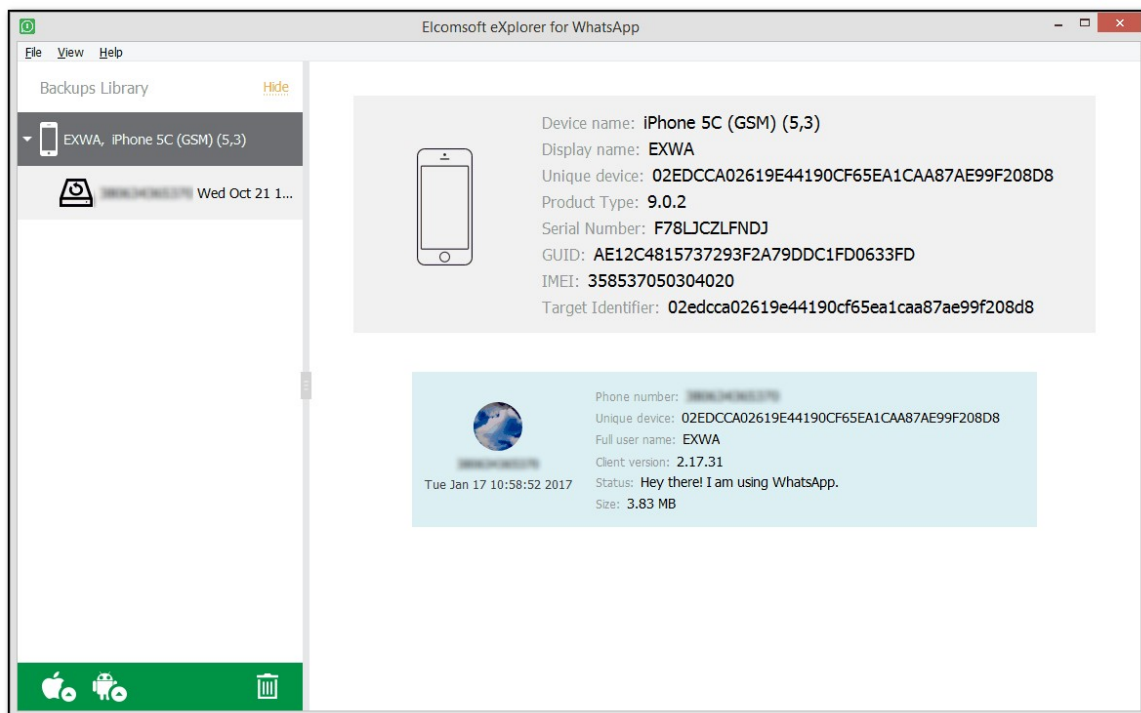 Elcomsoft eXplorer for WhatsApp
File View Help
Backups Library Hide
EXWA, iPhone 5C (GSM) (5,3)
Wed Oct 21 1...
Device name: iPhone 5C (GSM) (5,3)
Display name: EXWA
Unique device: 02EDCCA02619E44190CF65EA1CAA87AE99F208D8
Product Type: 9.0.2
Serial Number: F78LJCZLFNDJ
GUID: AE12C4815737293F2A79DDC1FD0633FD
IMEI: 358537050304020
Target Identifier: 02edcca02619e44190cf65ea1caa87ae99f208d8
Tue Jan 17 10:58:52 2017
Phone number:
Unique device: 02EDCCA02619E44190CF65EA1CAA87AE99F208D8
Full user name: EXWA
Client version: 2.17.31
Status: Hey there! I am using WhatsApp.
Size: 3.83 MB